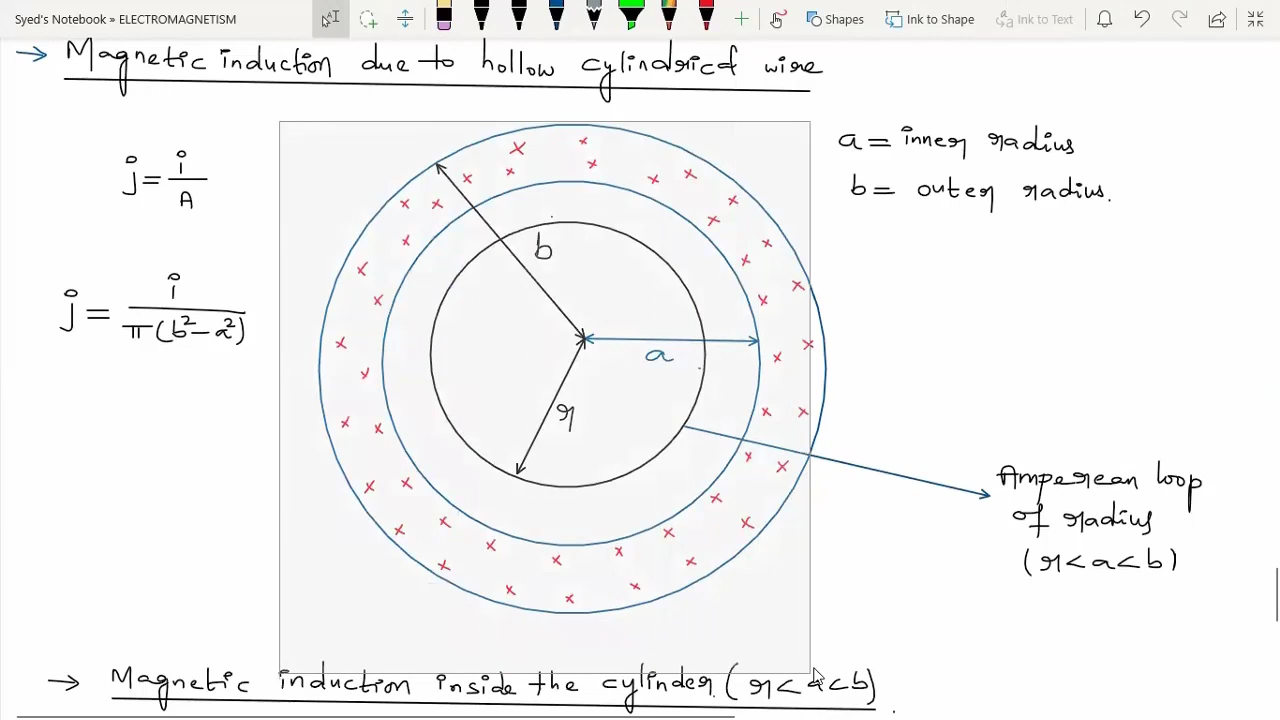 Syed's Notebook » ELECTROMAGNETISM
Shapes
Ink to Shape
Ink to Text
→ Magnetic induction due to hollow cylindrical wire
j = i / A
a = inner radius
b = outer radius.
j = i / π(b² - a²)
b
a
r
Amperean loop
of radius
(r < a < b)
→ Magnetic induction inside the cylinder (r < a < b)